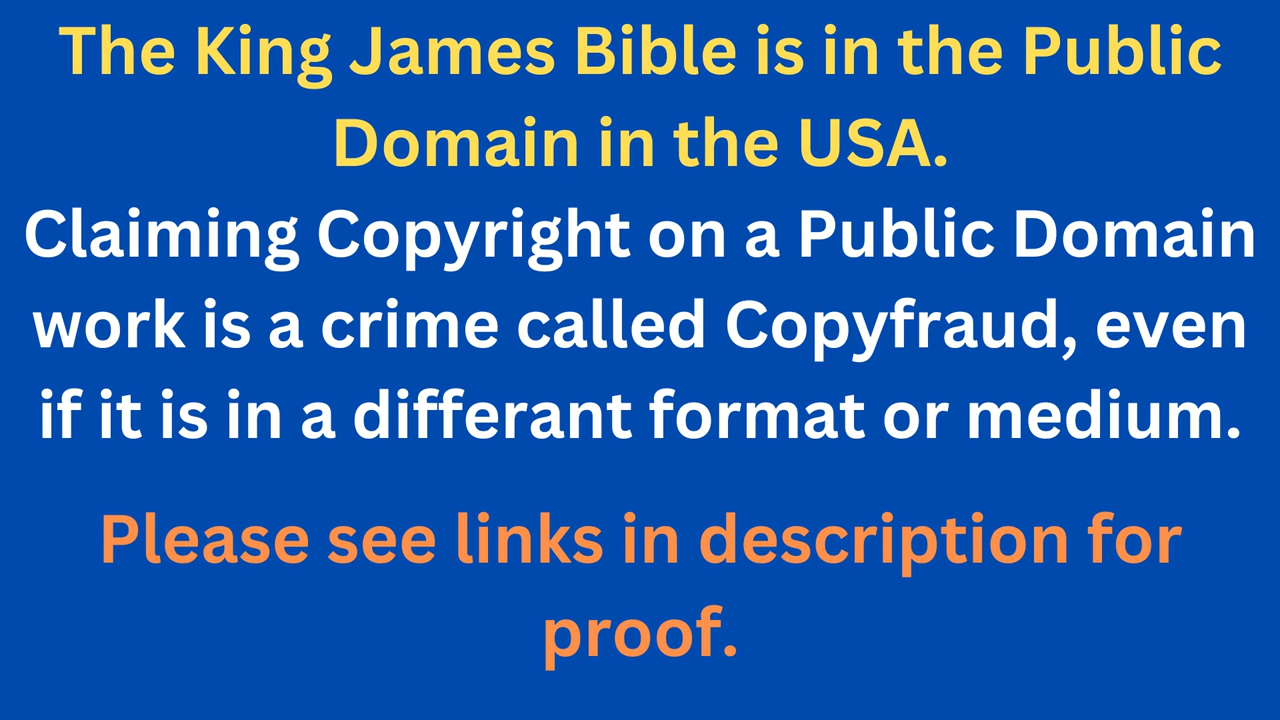 The King James Bible is in the Public
Domain in the USA.
Claiming Copyright on a Public Domain
work is a crime called Copyfraud, even
if it is in a differant format or medium.
Please see links in description for
proof.